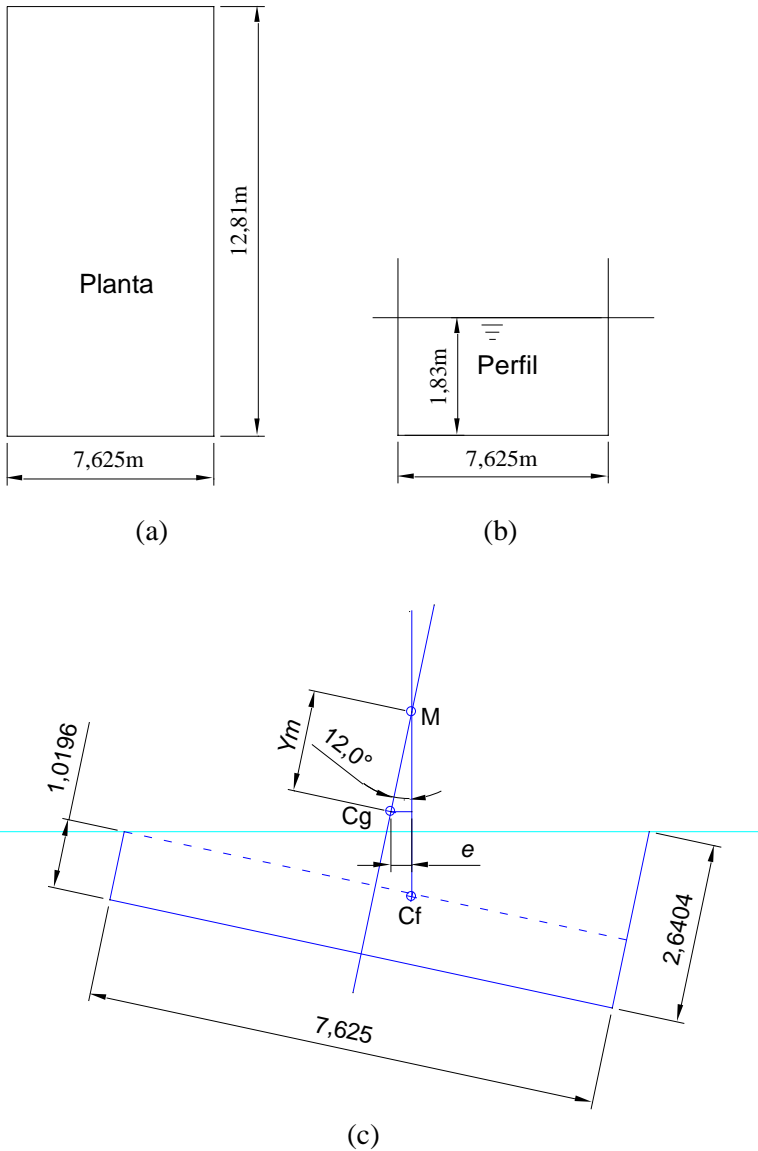 12,81m
Planta
7,625m
(a)
1,83m
Perfil
7,625m
(b)
1,0196
Ym
12,0°
M
Cg
e
Cf
2,6404
7,625
(c)